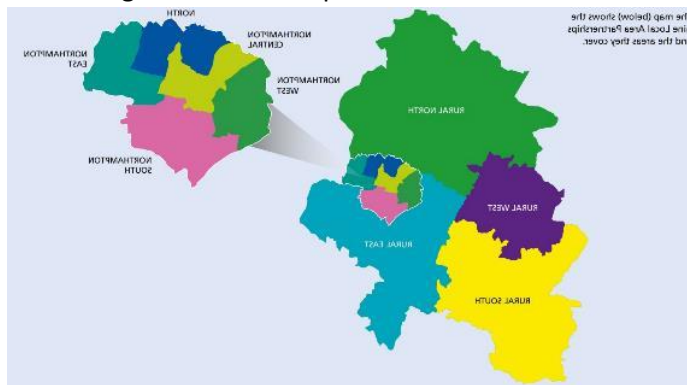 he map (below) shows the
ine Local Area Partnerships
nd the areas they cover.
NORTH
NORTHAMPTON
CENTRAL
NORTHAMPTON
EAST
NORTHAMPTON
WEST
NORTHAMPTON
SOUTH
RURAL NORTH
RURAL WEST
RURAL EAST
RURAL SOUTH